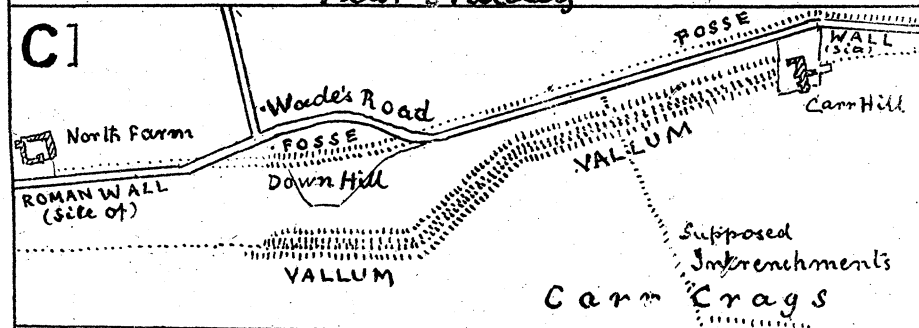 C]
FOSSE
WALL
(Site)
Carr Hill
Wade's Road
North Farm
FOSSE
VALLUM
Down Hill
ROMAN WALL
(Site of)
Supposed
Intrenchments
VALLUM
Carr Crags